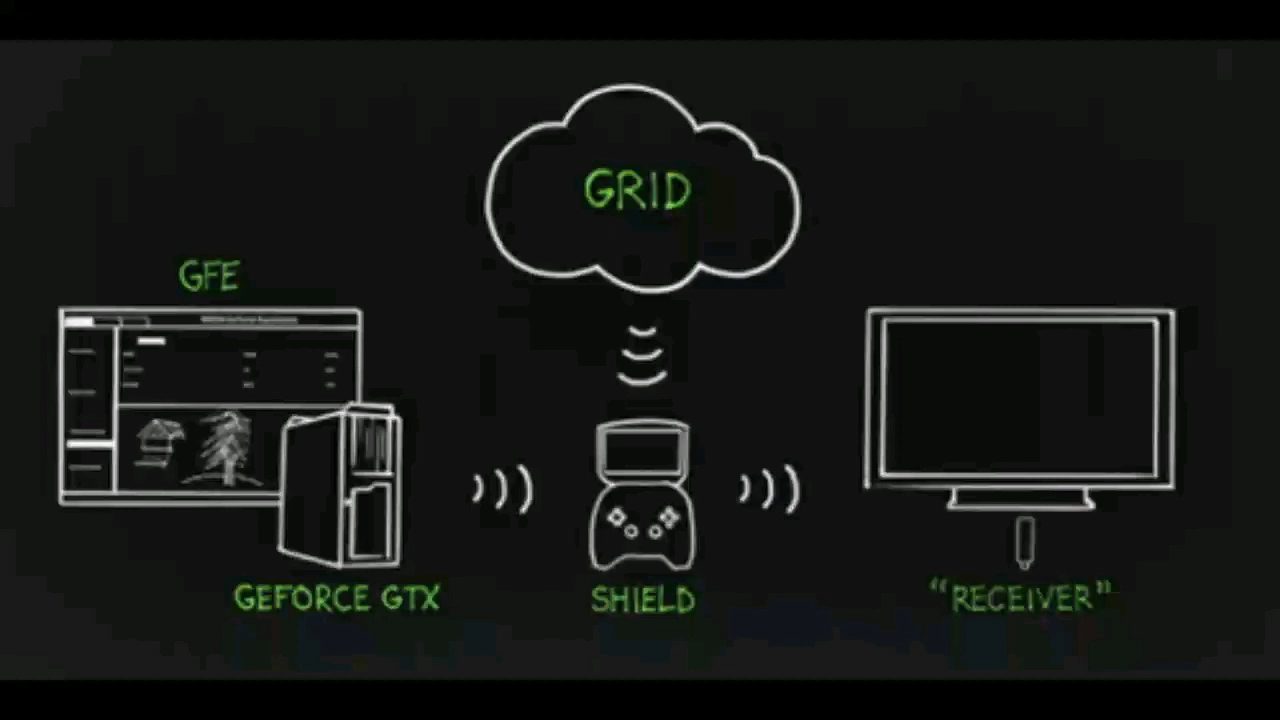 GRID
GFE
GEFORCE GTX
SHIELD
“RECEIVER”